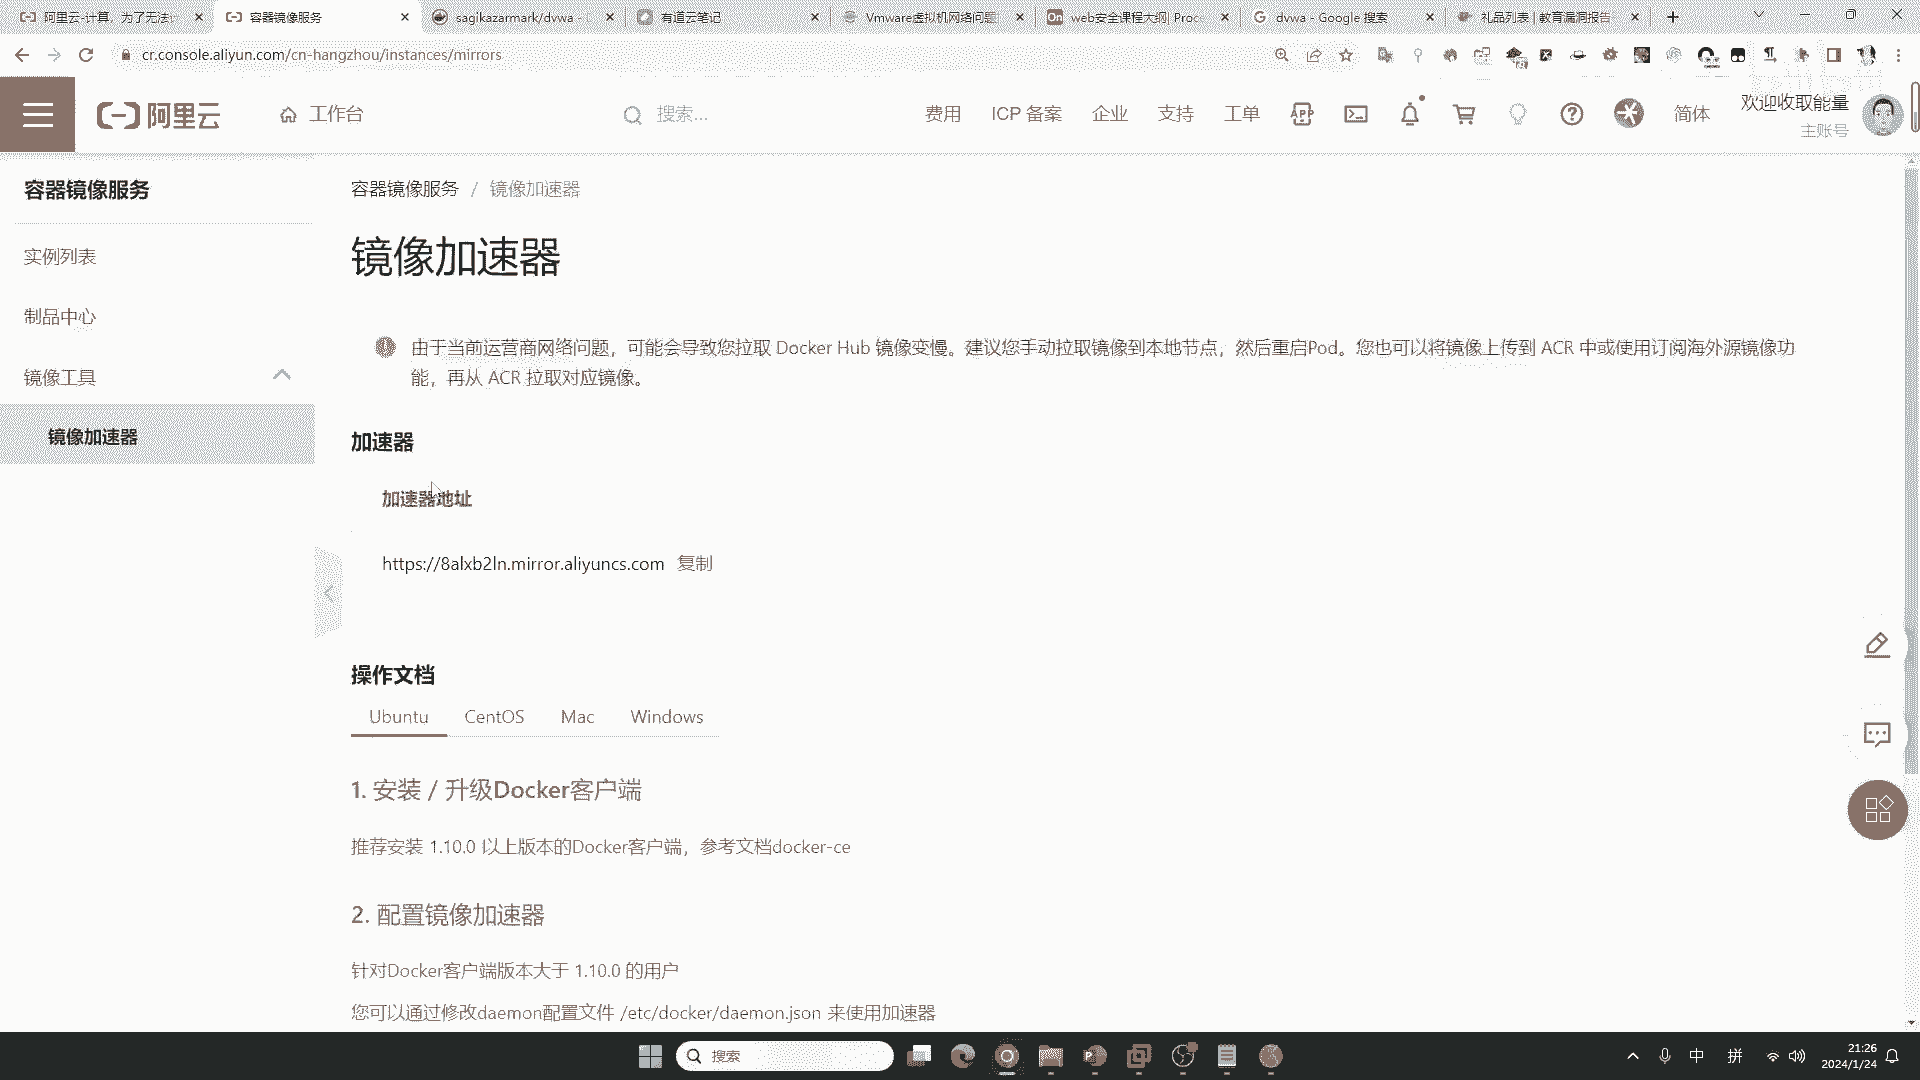 阿里云-计算，为了无法计
容器镜像服务
sagikazarmark/dvwa - D
有道云笔记
Vmware虚拟机网络问题
web安全课程大纲| Proc
dvwa - Google 搜索
礼品列表 | 教育漏洞报告
cr.console.aliyun.com/cn-hangzhou/instances/mirrors
阿里云
工作台
搜索...
费用
ICP 备案
企业
支持
工单
APP
简体
欢迎收取能量
主账号
容器镜像服务
实例列表
制品中心
镜像工具
镜像加速器
容器镜像服务 / 镜像加速器
镜像加速器
由于当前运营商网络问题，可能会导致您拉取 Docker Hub 镜像变慢。建议您手动拉取镜像到本地节点，然后重启Pod。您也可以将镜像上传到 ACR 中或使用订阅海外源镜像功
能，再从 ACR 拉取对应镜像。
加速器
加速器地址
https://8alxb2ln.mirror.aliyuncs.com 复制
操作文档
Ubuntu CentOS Mac Windows
1. 安装 / 升级Docker客户端
推荐安装 1.10.0 以上版本的Docker客户端，参考文档docker-ce
2. 配置镜像加速器
针对Docker客户端版本大于 1.10.0 的用户
您可以通过修改daemon配置文件 /etc/docker/daemon.json 来使用加速器
搜索
中
拼
21:26
2024/1/24